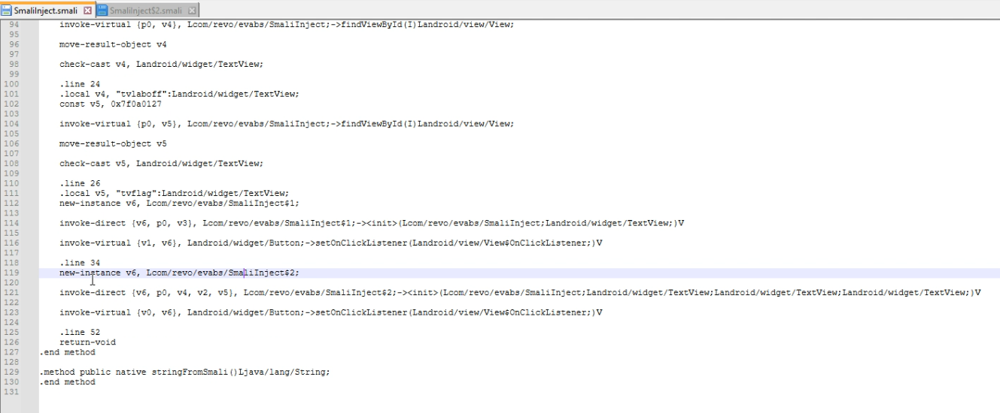 SmaliInject.smali SmaliInject$2.smali
94 invoke-virtual {p0, v4}, Lcom/revo/evabs/SmaliInject;->findViewById(I)Landroid/view/View;
95
96 move-result-object v4
97
98 check-cast v4, Landroid/widget/TextView;
99
100 .line 24
101 .local v4, "tvlaboff":Landroid/widget/TextView;
102 const v5, 0x7f0a0127
103
104 invoke-virtual {p0, v5}, Lcom/revo/evabs/SmaliInject;->findViewById(I)Landroid/view/View;
105
106 move-result-object v5
107
108 check-cast v5, Landroid/widget/TextView;
109
110 .line 26
111 .local v5, "tvflag":Landroid/widget/TextView;
112 new-instance v6, Lcom/revo/evabs/SmaliInject$1;
113
114 invoke-direct {v6, p0, v3}, Lcom/revo/evabs/SmaliInject$1;-><init>(Lcom/revo/evabs/SmaliInject;Landroid/widget/TextView;)V
115
116 invoke-virtual {v1, v6}, Landroid/widget/Button;->setOnClickListener(Landroid/view/View$OnClickListener;)V
117
118 .line 34
119 new-instance v6, Lcom/revo/evabs/SmaliInject$2;
120
121 invoke-direct {v6, p0, v4, v2, v5}, Lcom/revo/evabs/SmaliInject$2;-><init>(Lcom/revo/evabs/SmaliInject;Landroid/widget/TextView;Landroid/widget/TextView;Landroid/widget/TextView;)V
122
123 invoke-virtual {v0, v6}, Landroid/widget/Button;->setOnClickListener(Landroid/view/View$OnClickListener;)V
124
125 .line 52
126 return-void
127 .end method
128
129 .method public native stringFromSmali()Ljava/lang/String;
130 .end method
131